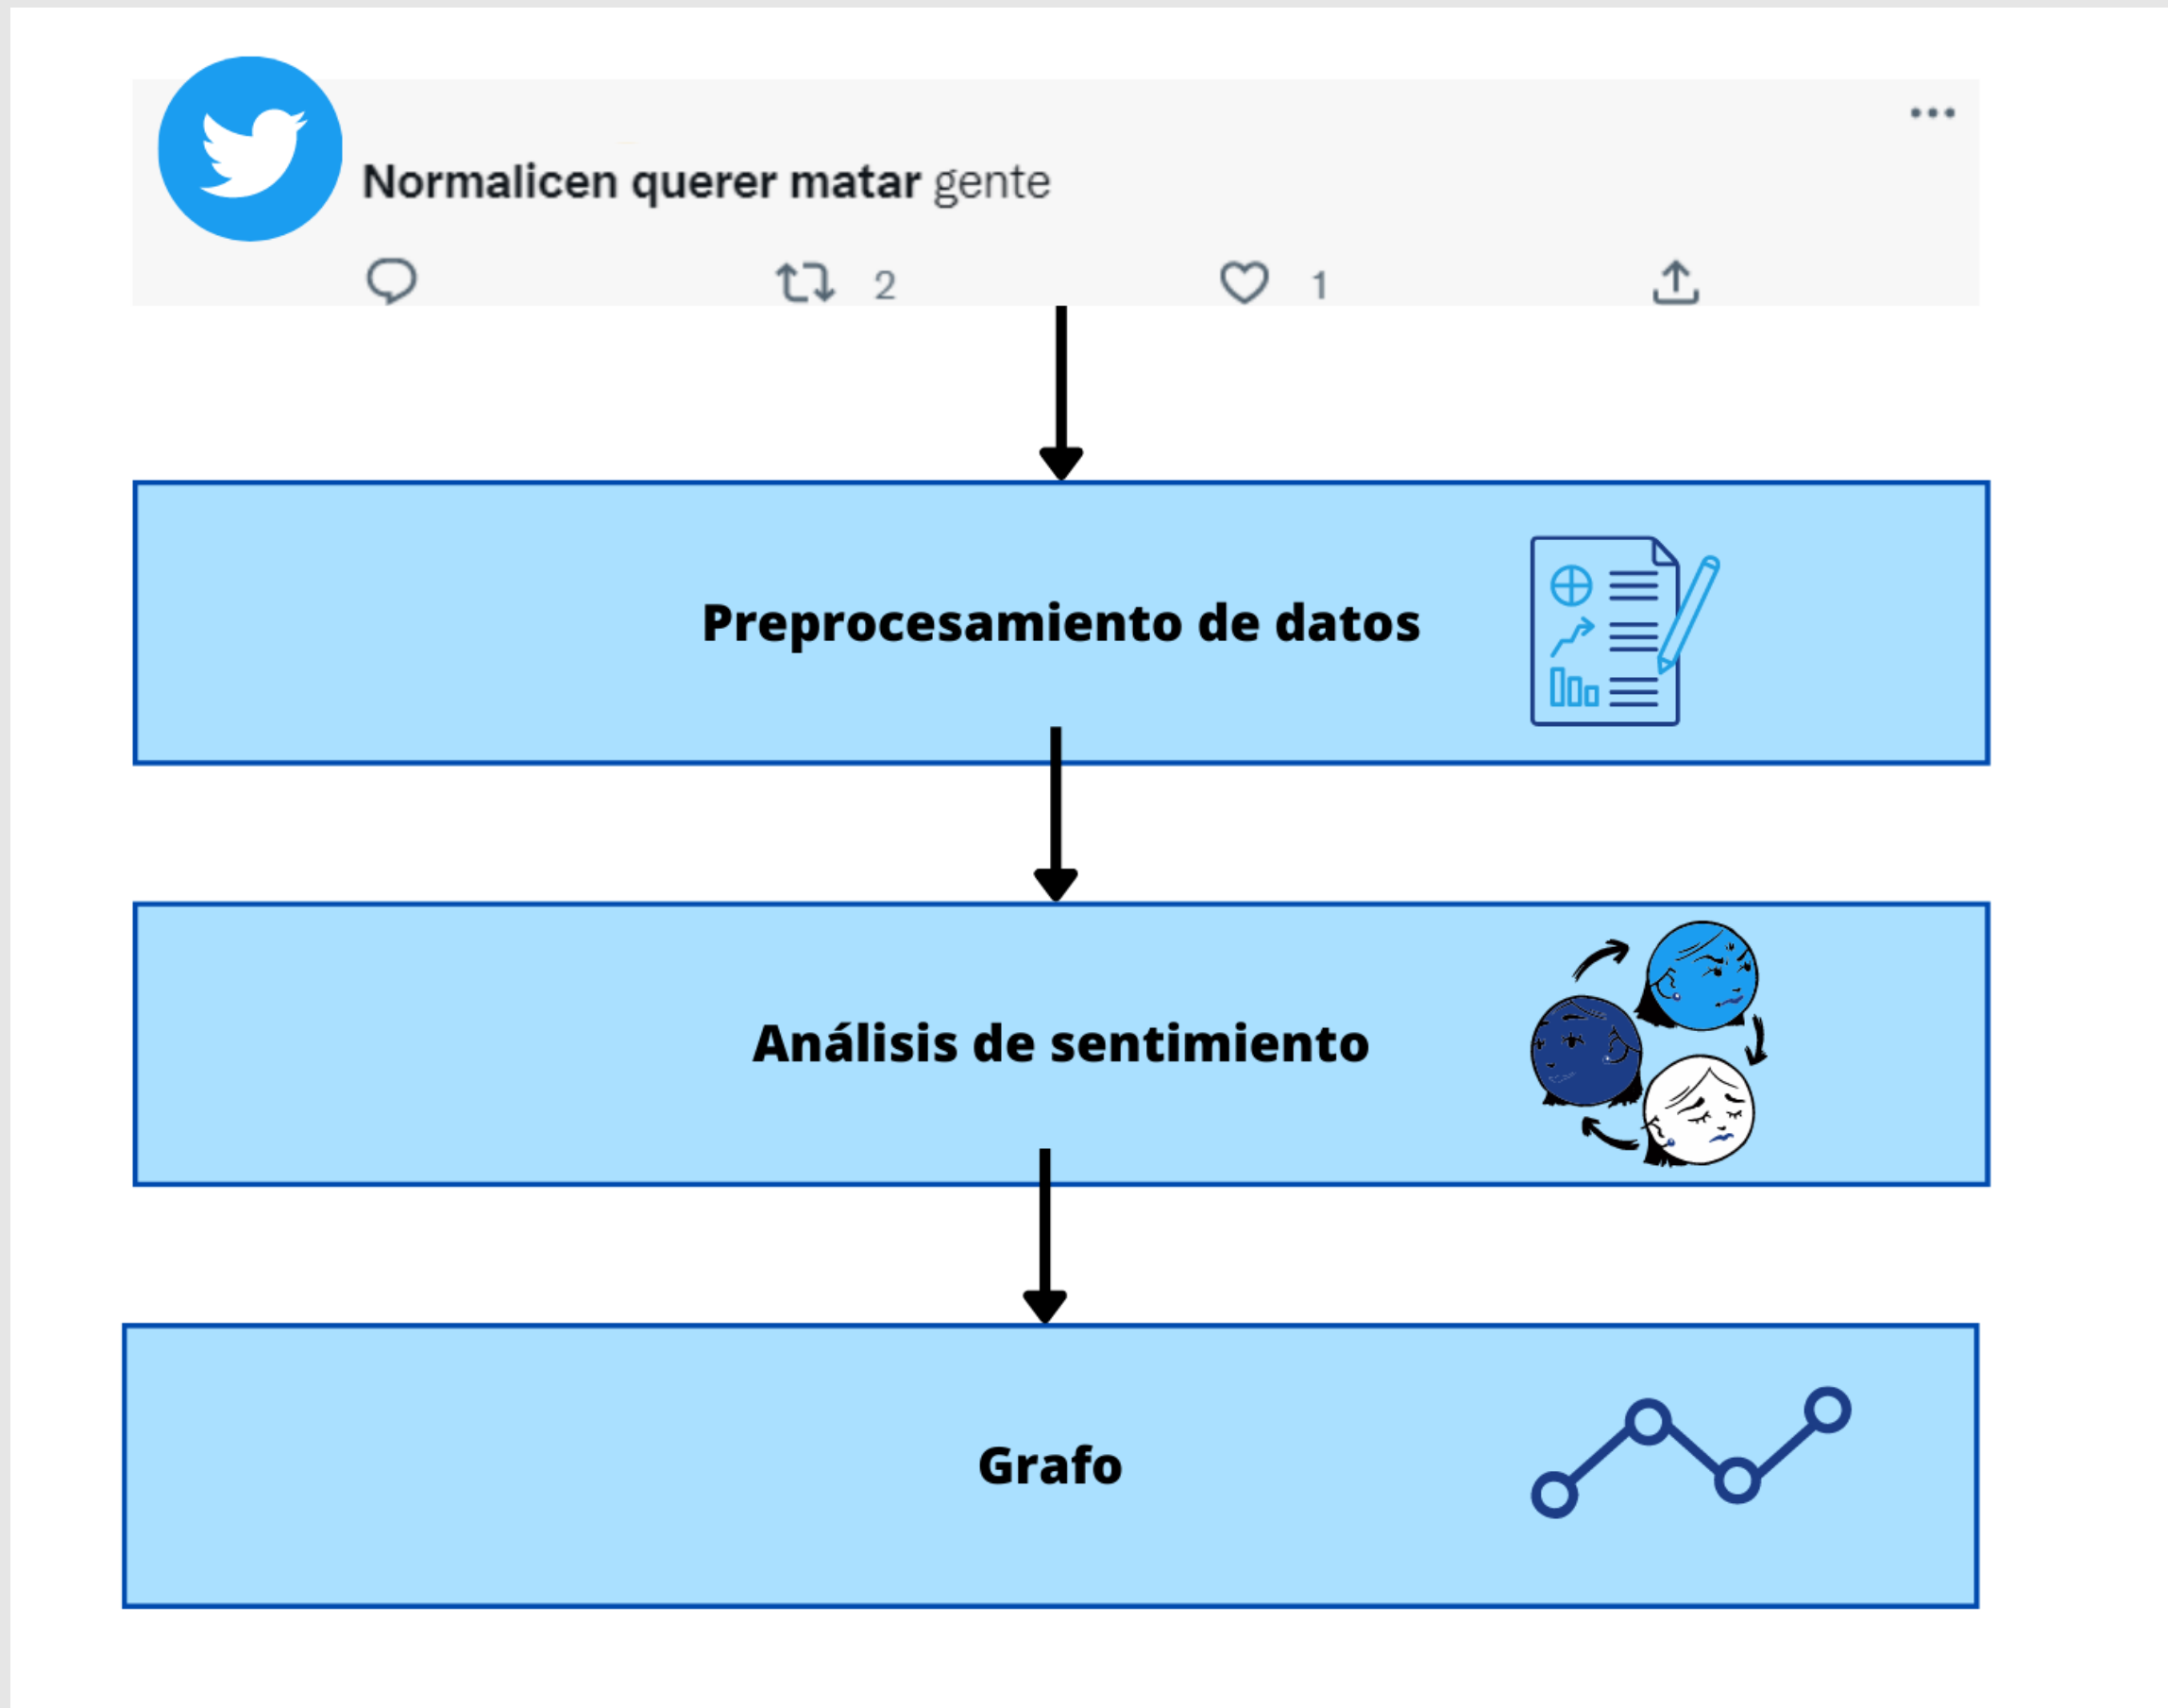 Normalicen querer matar gente
2 1
Preprocesamiento de datos
Análisis de sentimiento
Grafo